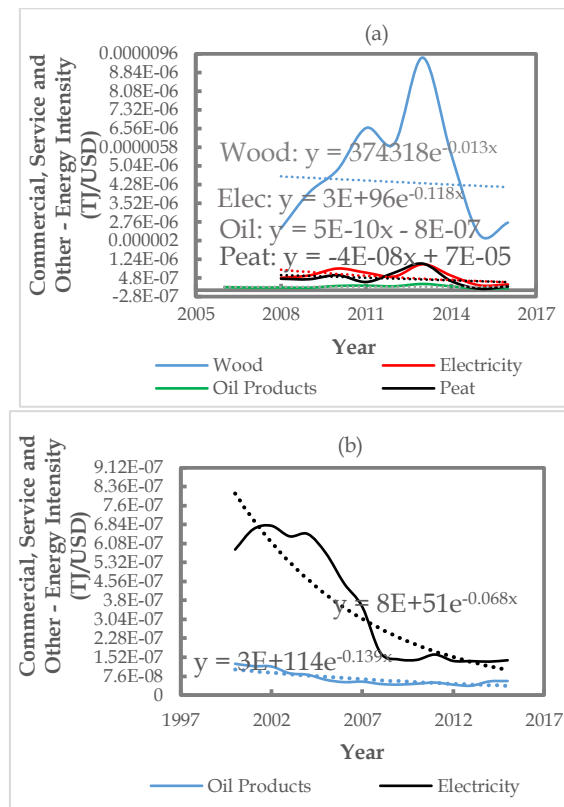 (a)
Commercial, Service and
Other - Energy Intensity
(TJ/USD)
0.0000096
8.84E-06
8.08E-06
7.32E-06
6.56E-06
0.0000058
5.04E-06
4.28E-06
3.52E-06
2.76E-06
0.000002
1.24E-06
4.8E-07
-2.8E-07
Wood: y = 374318e-0.013x
Elec: y = 3E+96e-0.118x
Oil: y = 5E-10x - 8E-07
Peat: y = -4E-08x + 7E-05
2005 2008 2011 2014 2017
Year
Wood Electricity
Oil Products Peat
(b)
Commercial, Service and
Other - Energy Intensity
(TJ/USD)
9.12E-07
8.36E-07
7.6E-07
6.84E-07
6.08E-07
5.32E-07
4.56E-07
3.8E-07
3.04E-07
2.28E-07
1.52E-07
7.6E-08
0
y = 8E+51e-0.068x
y = 3E+114e-0.139x
1997 2002 2007 2012 2017
Year
Oil Products Electricity